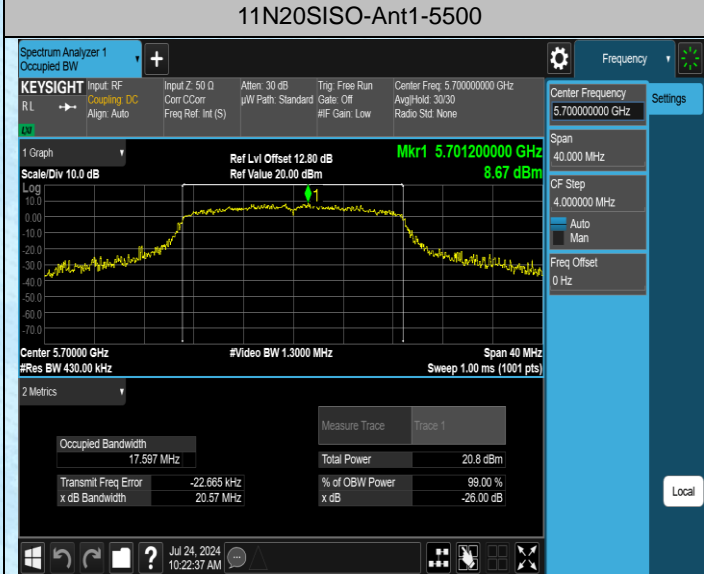 11N20SISO-Ant1-5500
Spectrum Analyzer 1
Occupied BW
+
Frequency
KEYSIGHT
RL
LXI
Input: RF
Coupling: DC
Align: Auto
Input Z: 50 Ω
Corr CCorr
Freq Ref: Int (S)
Atten: 30 dB
µW Path: Standard
Trig: Free Run
Gate: Off
#IF Gain: Low
Center Freq: 5.700000000 GHz
Avg|Hold: 30/30
Radio Std: None
Center Frequency
5.700000000 GHz
Settings
Span
40.000 MHz
CF Step
4.000000 MHz
Auto
Man
Freq Offset
0 Hz
1 Graph
Scale/Div 10.0 dB
Ref Lvl Offset 12.80 dB
Ref Value 20.00 dBm
Mkr1 5.701200000 GHz
8.67 dBm
Log
10.0
0.00
-10.0
-20.0
-30.0
-40.0
-50.0
-60.0
-70.0
1
Center 5.70000 GHz
#Res BW 430.00 kHz
#Video BW 1.3000 MHz
Span 40 MHz
Sweep 1.00 ms (1001 pts)
2 Metrics
Measure Trace Trace 1
Occupied Bandwidth
17.597 MHz
Total Power 20.8 dBm
Transmit Freq Error -22.665 kHz
% of OBW Power 99.00 %
x dB Bandwidth 20.57 MHz
x dB -26.00 dB
Local
?
Jul 24, 2024
10:22:37 AM